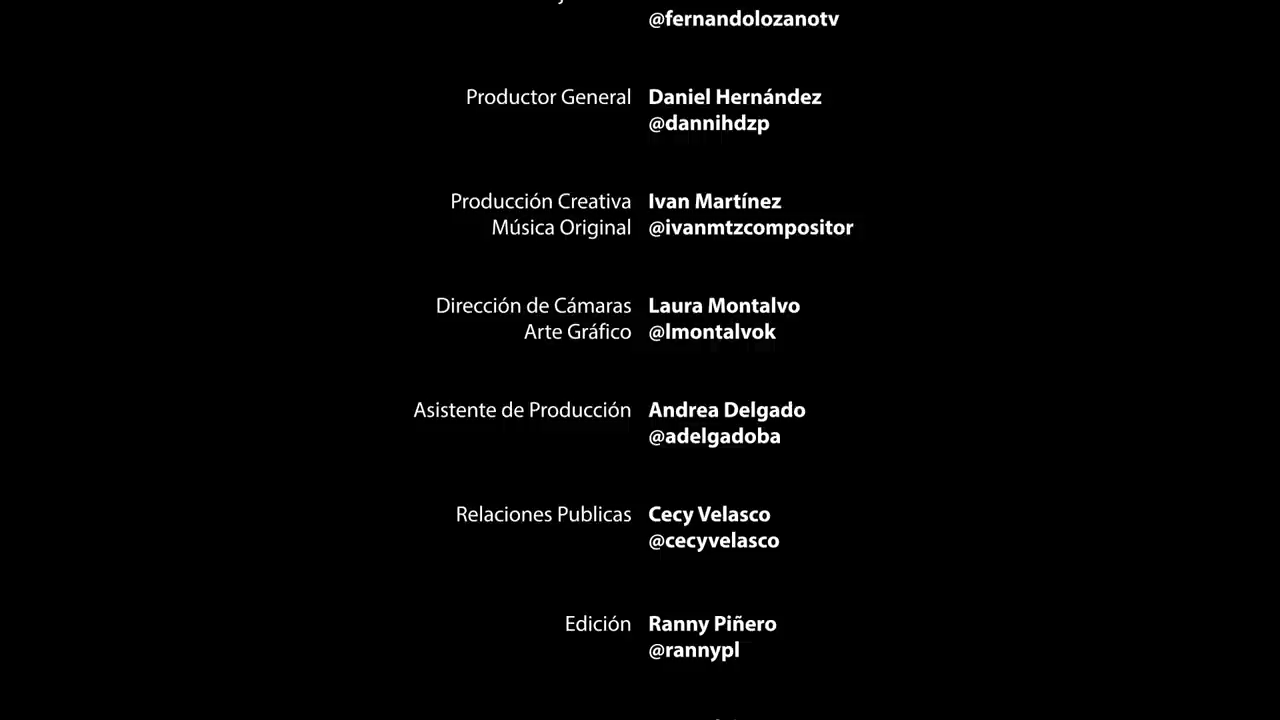 @fernandolozanotv
Productor General Daniel Hernández
@dannihdzp
Producción Creativa Ivan Martínez
Música Original @ivanmtzcompositor
Dirección de Cámaras Laura Montalvo
Arte Gráfico @lmontalvok
Asistente de Producción Andrea Delgado
@adelgadoba
Relaciones Publicas Cecy Velasco
@cecyvelasco
Edición Ranny Piñero
@rannypl